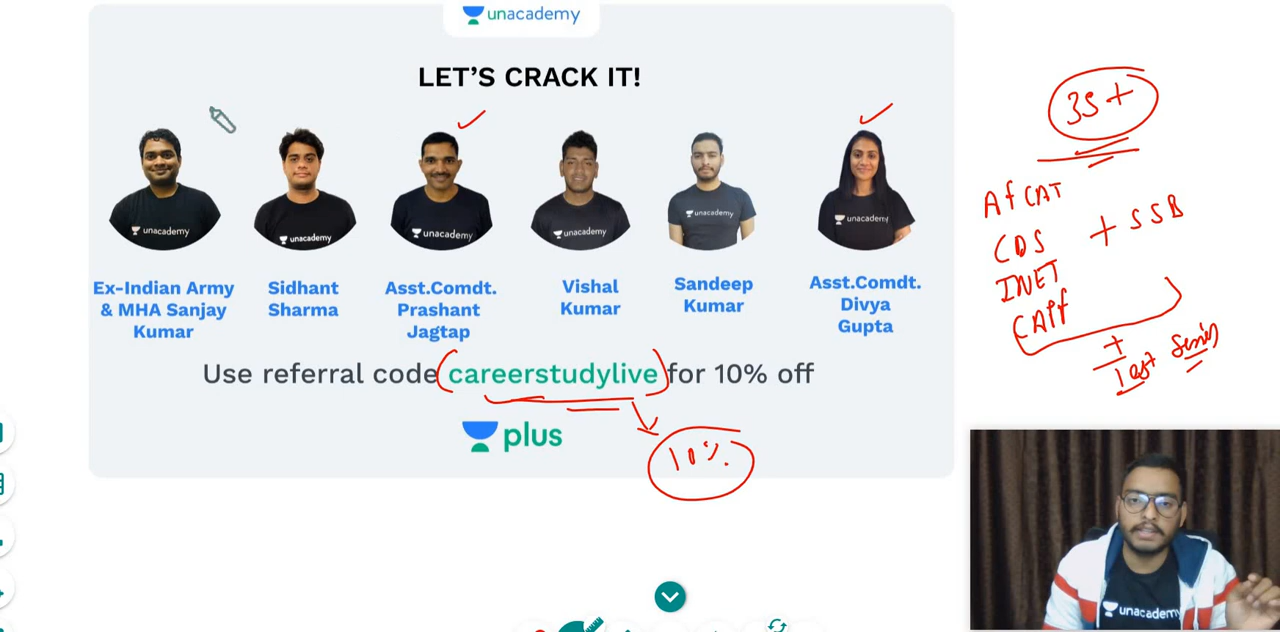 unacademy
LET'S CRACK IT!
unacademy
unacademy
unacademy
unacademy
unacademy
unacademy
Ex-Indian Army
& MHA Sanjay
Kumar
Sidhant
Sharma
Asst.Comdt.
Prashant
Jagtap
Vishal
Kumar
Sandeep
Kumar
Asst.Comdt.
Divya
Gupta
Use referral code careerstudylive for 10% off
plus
10%.
35+
AfCAT
CDS + SSB
INET
CAPf
+
Test Series
unacademy